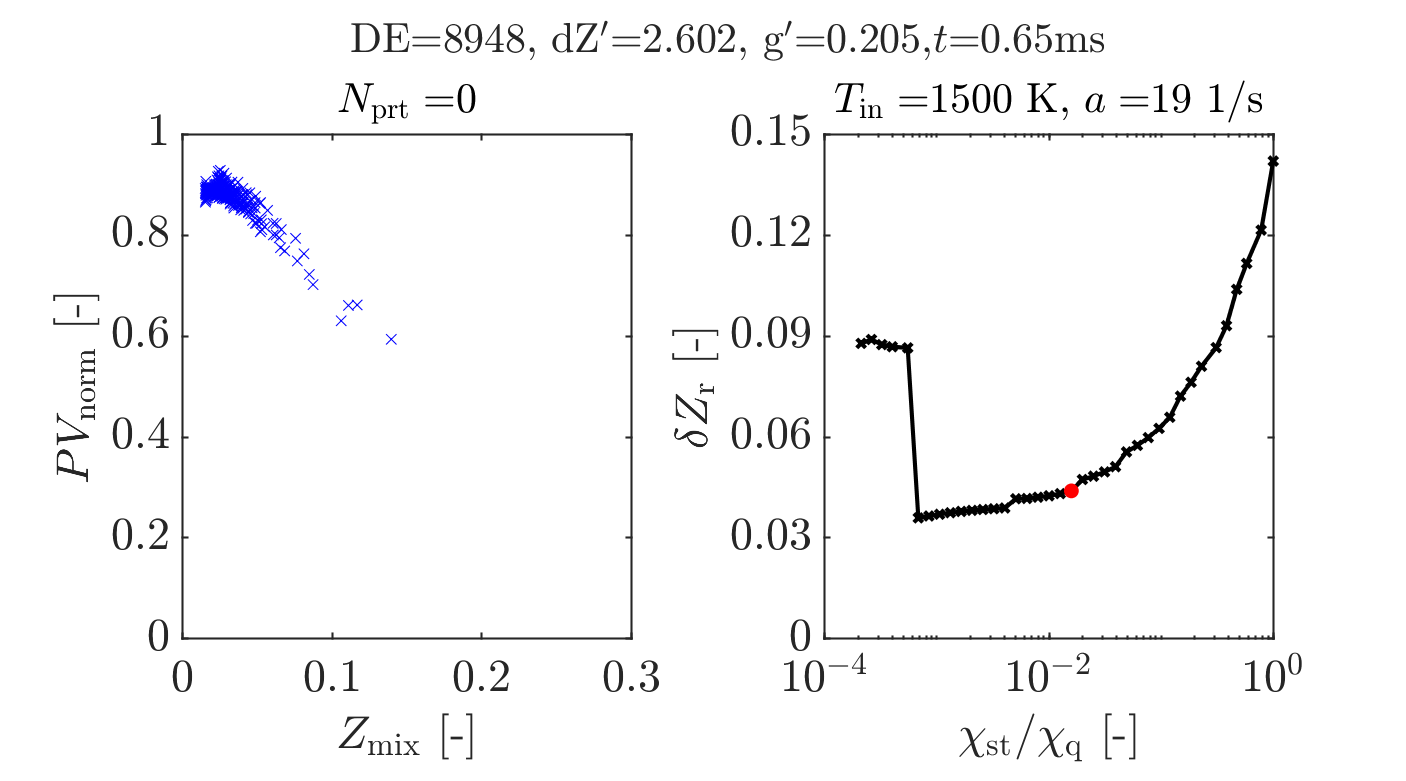 DE=8948, dZ′=2.602, g′=0.205,t=0.65ms
N_prt =0
1
0.8
0.6
0.4
0.2
0
0
0.1
0.2
0.3
PV_norm [-]
Z_mix [-]
T_in =1500 K, a =19 1/s
0.15
0.12
0.09
0.06
0.03
0
10^−4
10^−2
10^0
δZ_r [-]
χ_st/χ_q [-]